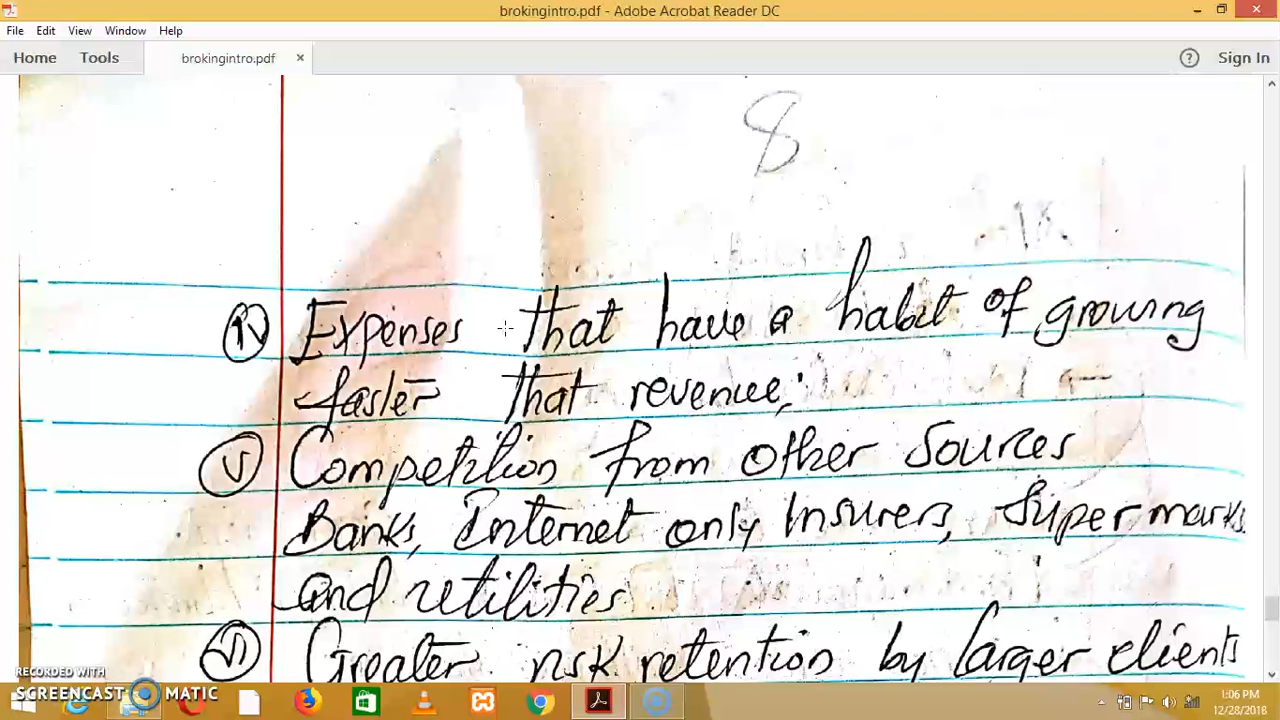 brokingintro.pdf - Adobe Acrobat Reader DC
File Edit View Window Help
Home Tools brokingintro.pdf × ? Sign In
8
iv Expenses that have a habit of growing
faster that revenue,
v Competition from other Sources
Banks, Internet only Insurers, Supermarks
and retilities
vi Greater risk retention by larger clients
RECORDED WITH
SCREENCAST MATIC
1:06 PM
12/28/2018